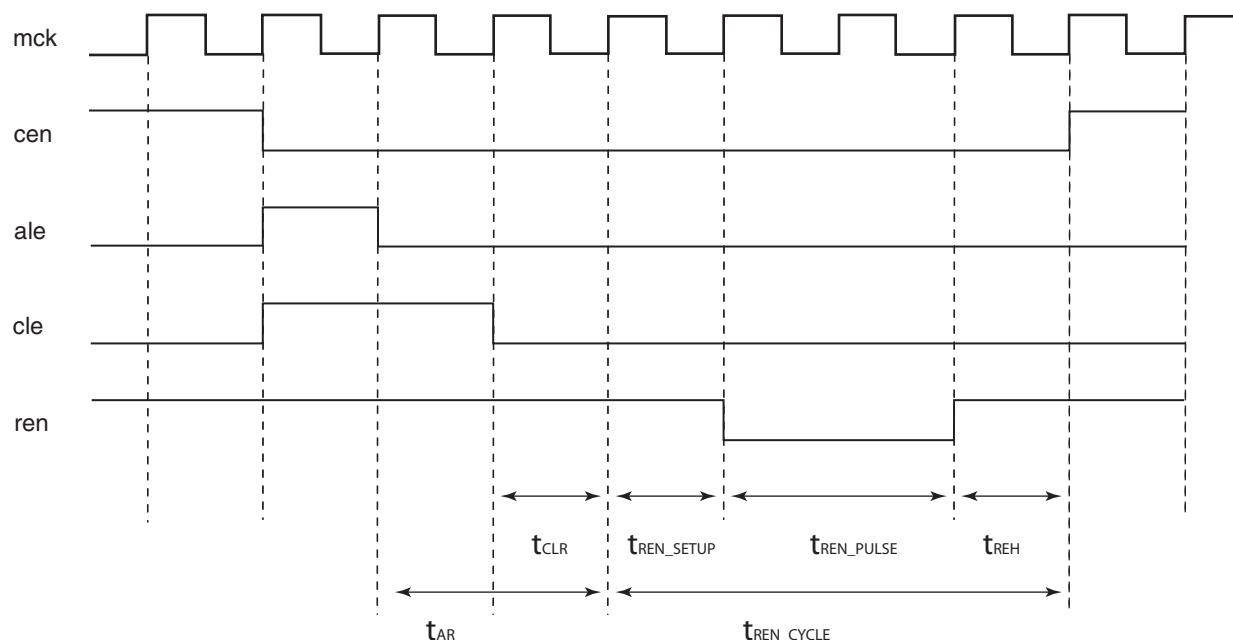 mck
cen
ale
cle
ren
tCLR tREN_SETUP tREN_PULSE tREH
tAR tREN_CYCLE